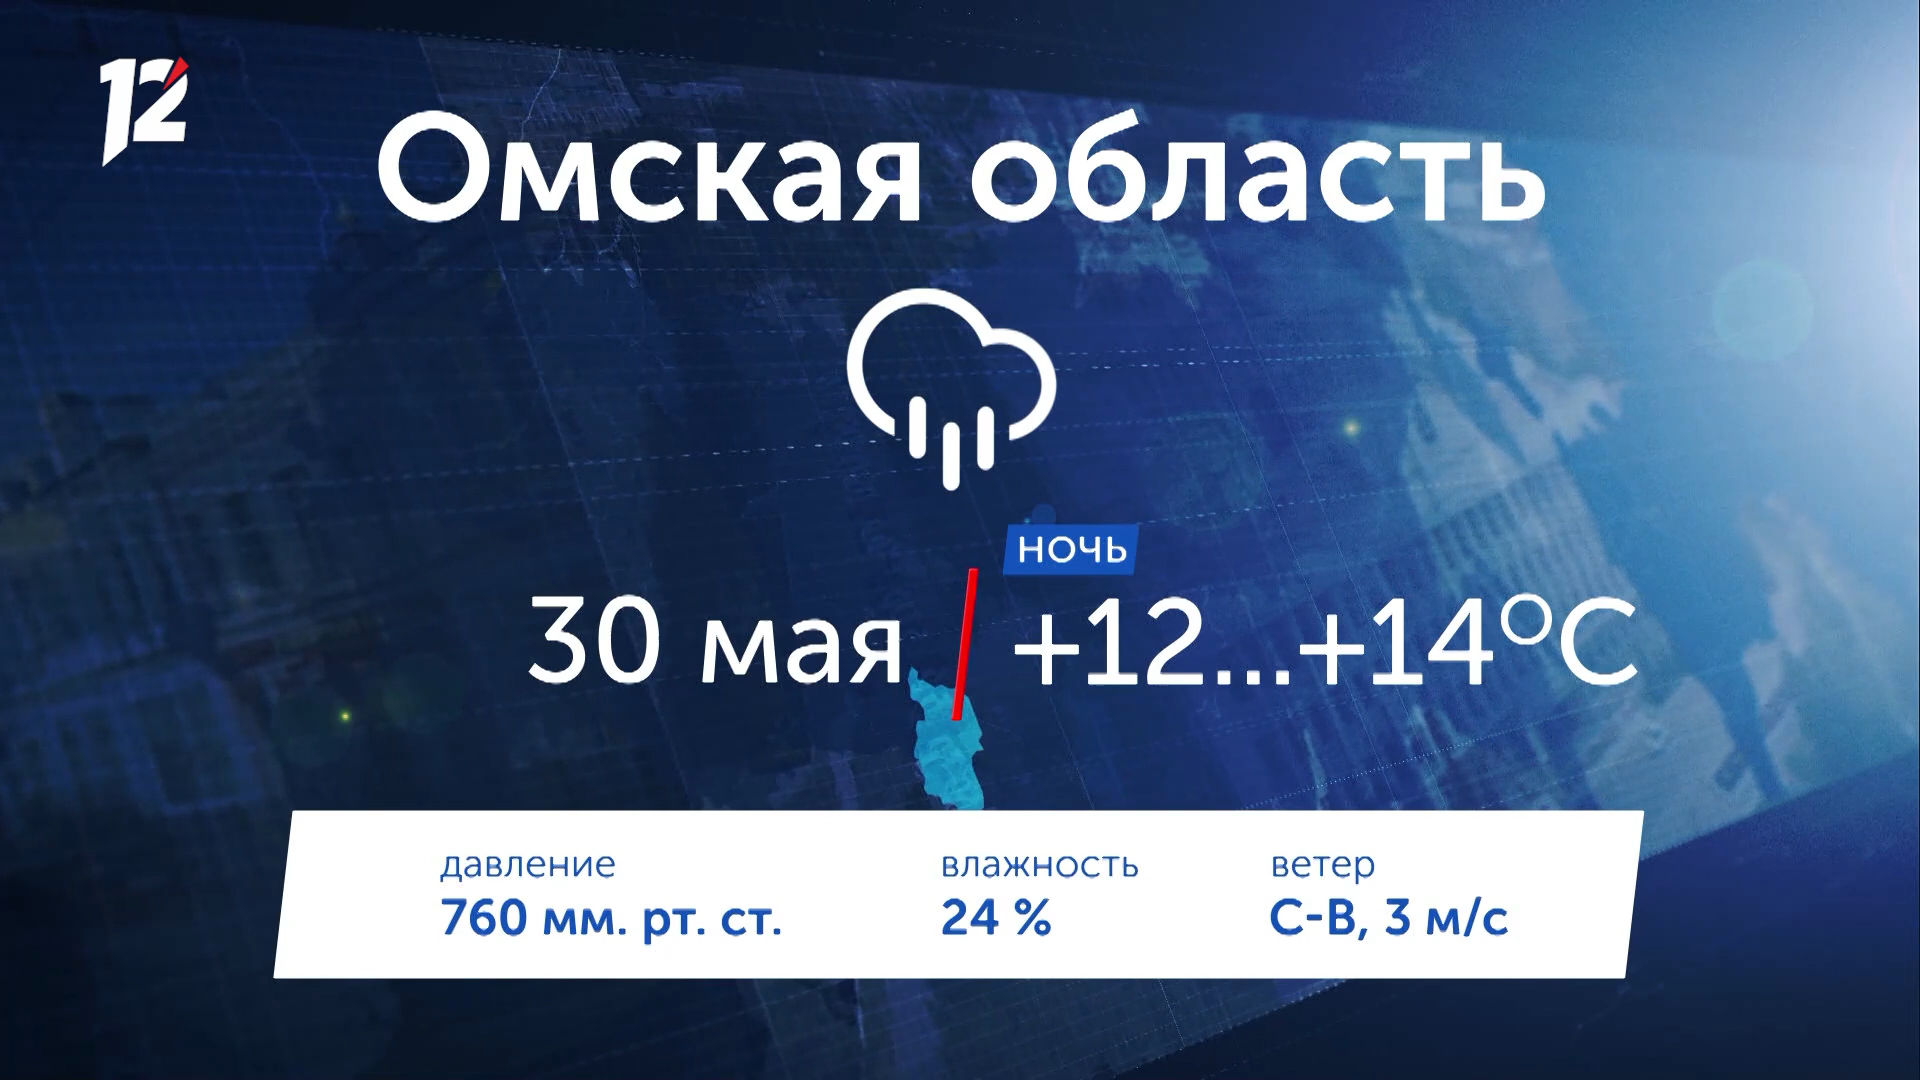 12
Омская область
ночь
30 мая / +12...+14°C
давление
760 мм. рт. ст.
влажность
24 %
ветер
С-В, 3 м/с